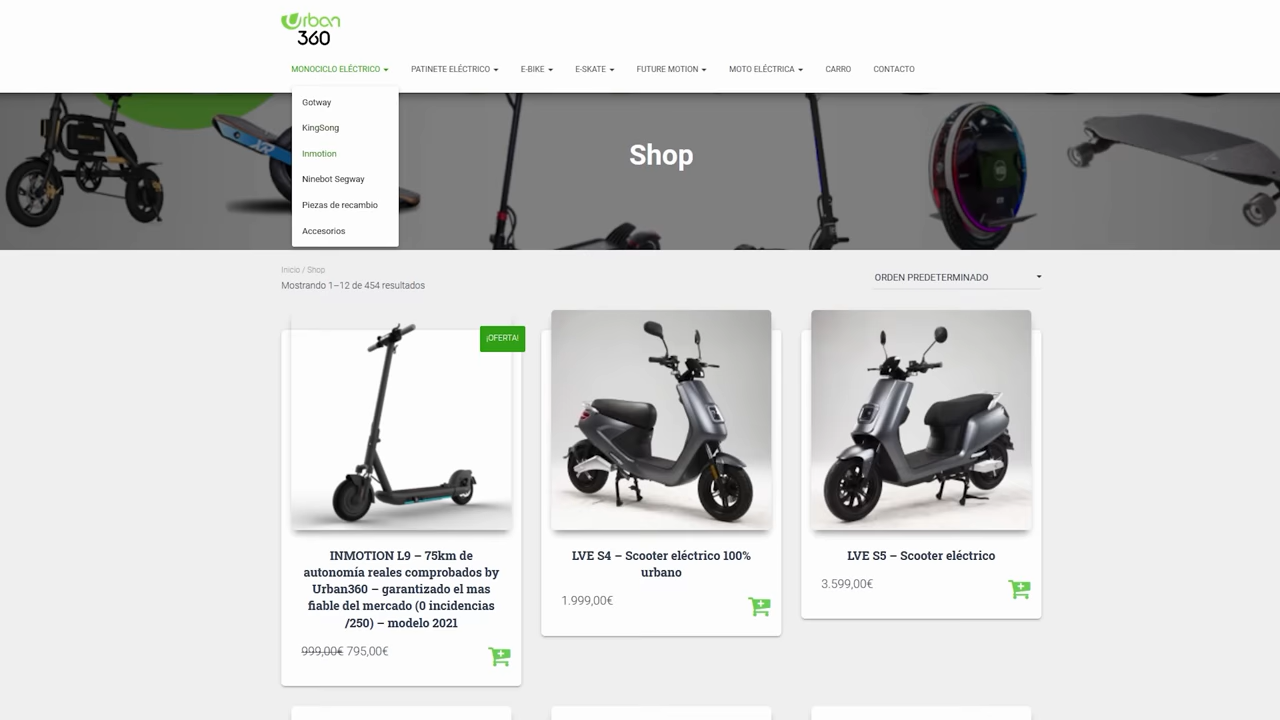 Urban
360
MONOCICLO ELÉCTRICO
PATINETE ELÉCTRICO
E-BIKE
E-SKATE
FUTURE MOTION
MOTO ELÉCTRICA
CARRO
CONTACTO
Gotway
KingSong
Inmotion
Ninebot Segway
Piezas de recambio
Accesorios
XR
Shop
Inicio / Shop
Mostrando 1–12 de 454 resultados
ORDEN PREDETERMINADO
¡OFERTA!
INMOTION L9 – 75km de
autonomía reales comprobados by
Urban360 – garantizado el mas
fiable del mercado (0 incidencias
/250) – modelo 2021
999,00€ 795,00€
LVE S4 – Scooter eléctrico 100%
urbano
1.999,00€
LVE S5 – Scooter eléctrico
3.599,00€